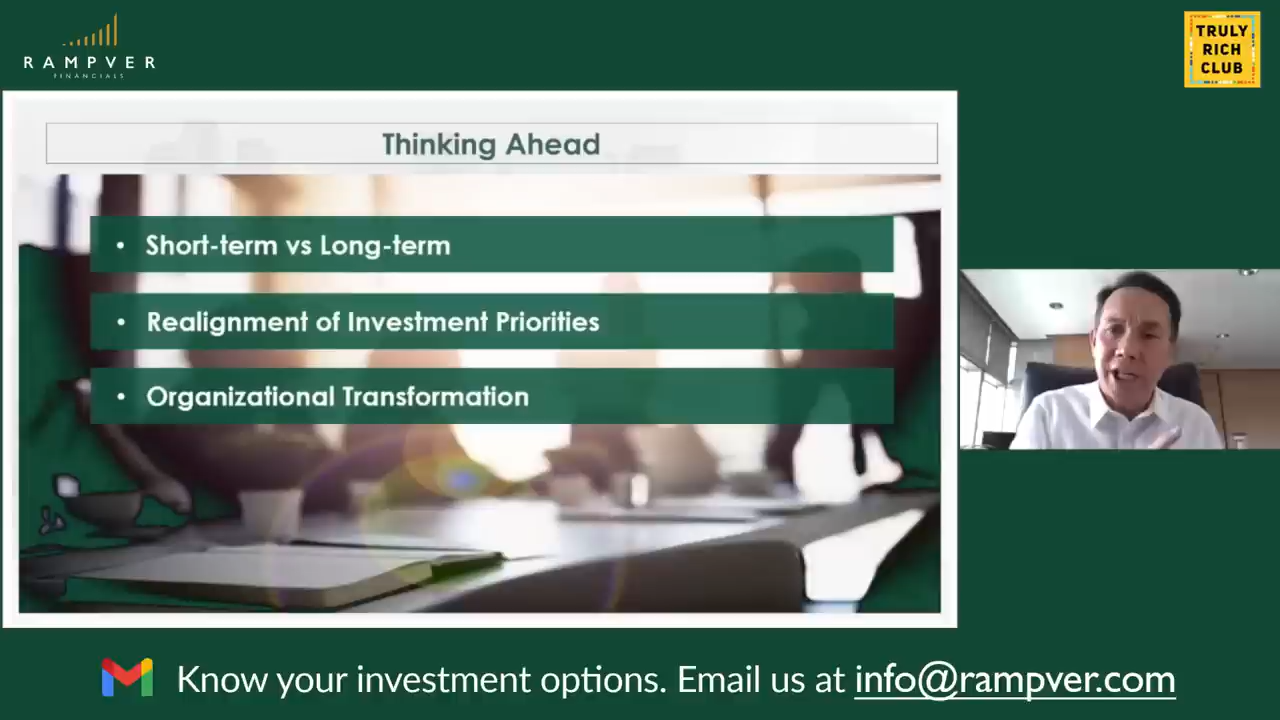 RAMPVER
FINANCIALS
TRULY
RICH
CLUB
Thinking Ahead
• Short-term vs Long-term
• Realignment of Investment Priorities
• Organizational Transformation
Know your investment options. Email us at info@rampver.com